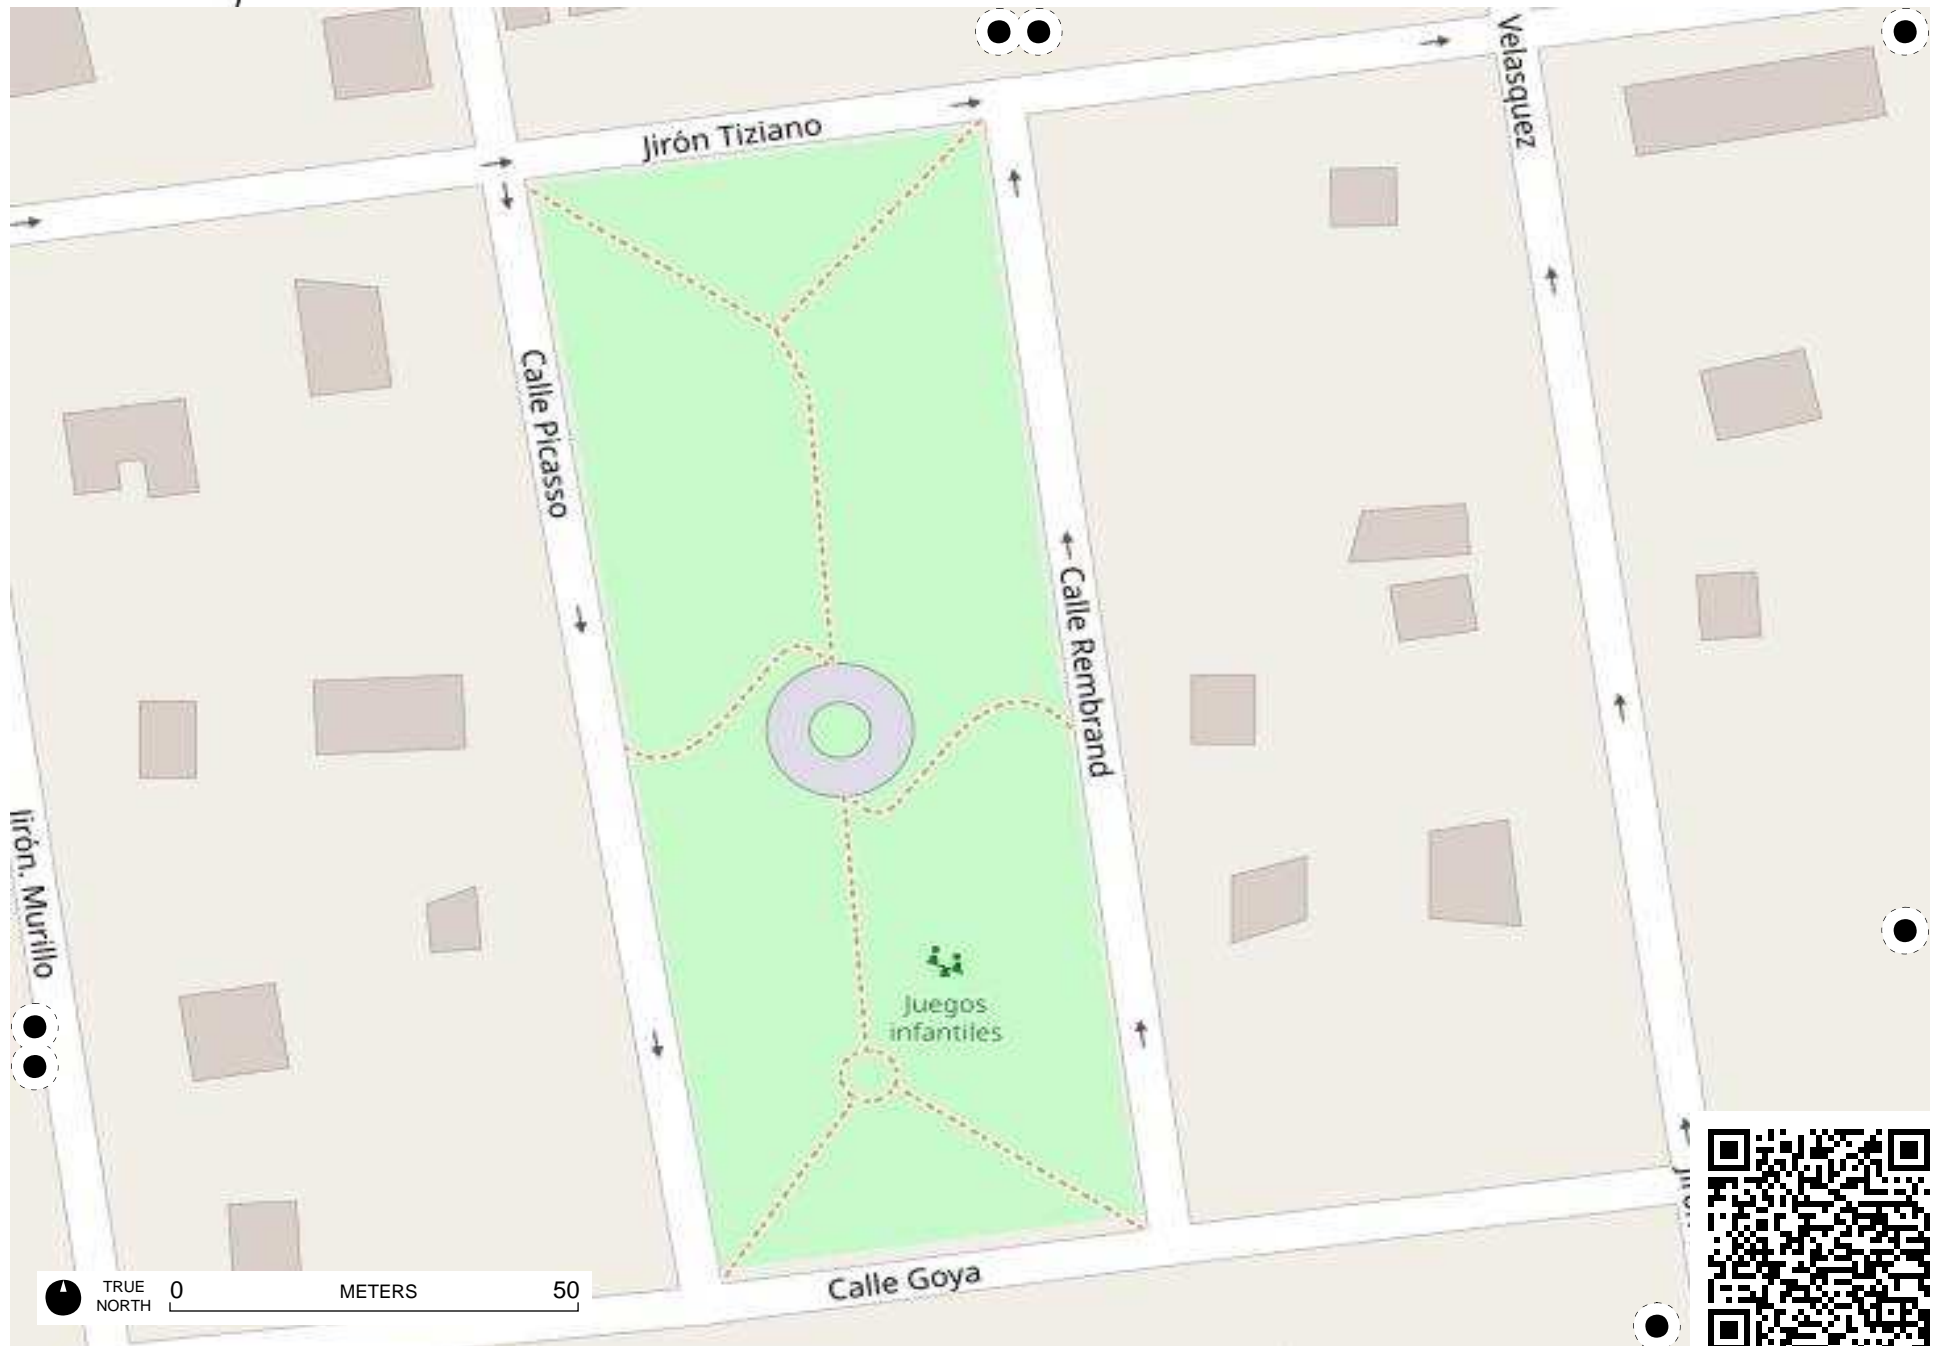 Jirón Tiziano
Velasquez
Calle Picasso
Calle Rembrand
Jirón. Murillo
Juegos
infantiles
Calle Goya
TRUE
NORTH
0
METERS
50